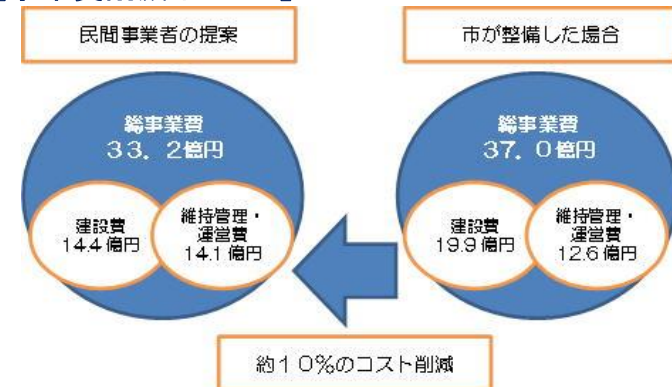 民間事業者の提案
市が整備した場合
総事業費
33．2億円
総事業費
37．0億円
建設費
14.4億円
維持管理・
運営費
14.1億円
建設費
19.9億円
維持管理・
運営費
12.6億円
約10%のコスト削減